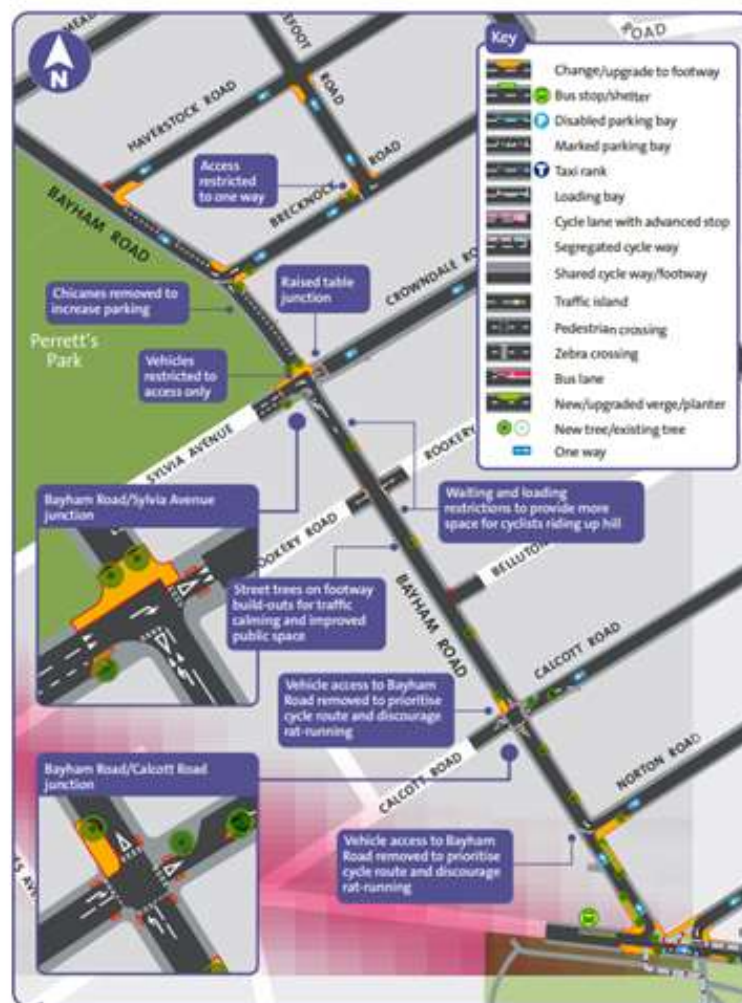 N
MEAD
EFOOT
ROAD
ROAD
HAVERSTOCK ROAD
Access
restricted
to one way
BRECKNOCK ROAD
BAYHAM ROAD
Chicanes removed to
increase parking
Raised table
junction
CROWNDALE RO
Perrett's
Park
Vehicles
restricted to
access only
SYLVIA AVENUE
ROOKERY
Bayham Road/Sylvia Avenue
junction
OOKERY ROAD
Waiting and loading
restrictions to provide more
space for cyclists riding up hill
BELLUTON
Street trees on footway
build-outs for traffic
calming and improved
public space
BAYHAM ROAD
CALCOTT ROAD
Vehicle access to Bayham
Road removed to prioritise
cycle route and discourage
rat-running
Bayham Road/Calcott Road
junction
CALCOTT ROAD
NORTON ROAD
ES AVE
Vehicle access to Bayham
Road removed to prioritise
cycle route and discourage
rat-running
Key
Change/upgrade to footway
Bus stop/shelter
P
Disabled parking bay
Marked parking bay
T
Taxi rank
Loading bay
Cycle lane with advanced stop
Segregated cycle way
Shared cycle way/footway
Traffic island
Pedestrian crossing
Zebra crossing
Bus lane
New/upgraded verge/planter
New tree/existing tree
One way